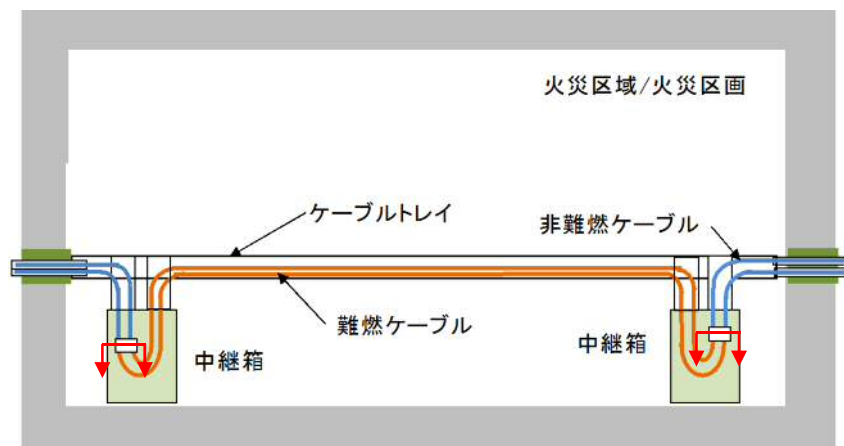 火災区域/火災区画
ケーブルトレイ
非難燃ケーブル
難燃ケーブル
中継箱
中継箱